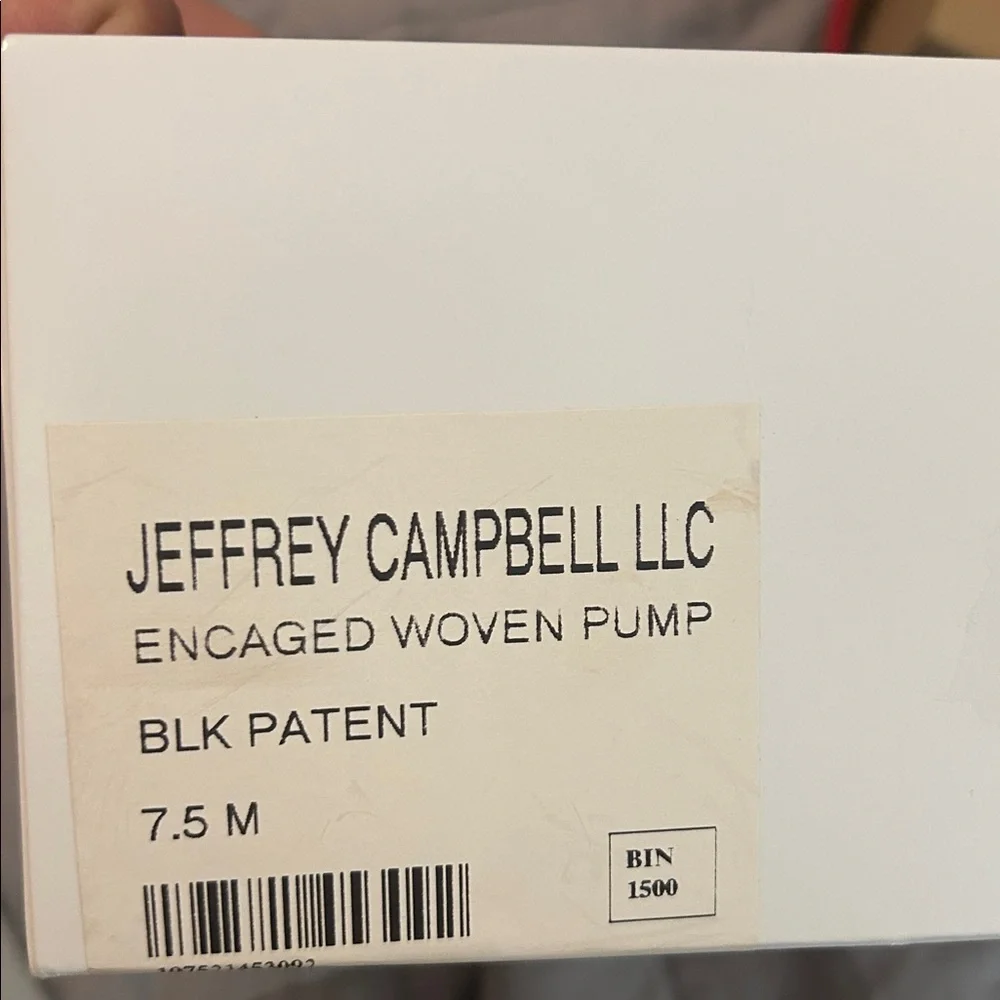 JEFFREY CAMPBELL LLC
ENCAGED WOVEN PUMP
BLK PATENT
7.5 M
BIN
1500